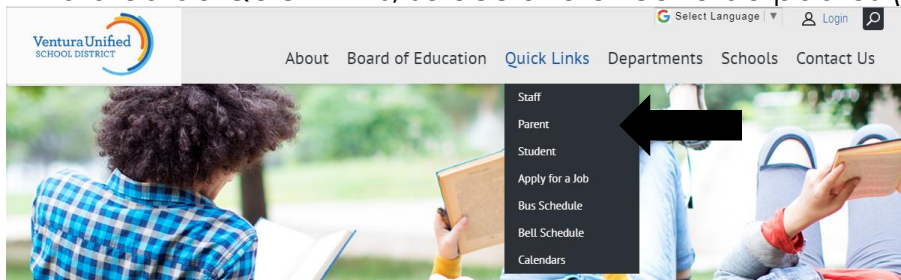 Select Language
Login
Ventura Unified
SCHOOL DISTRICT
About Board of Education Quick Links Departments Schools Contact Us
Staff
Parent
Student
Apply for a Job
Bus Schedule
Bell Schedule
Calendars